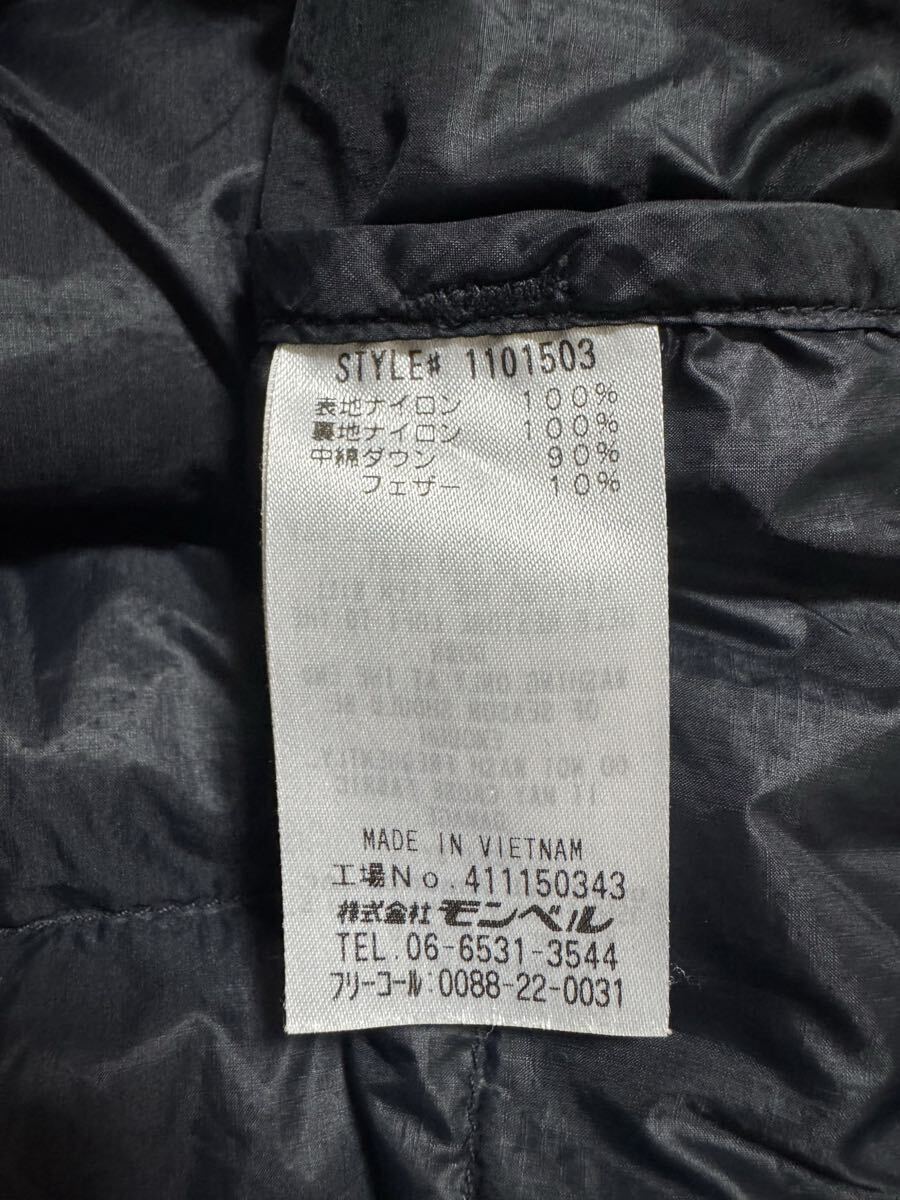 STYLE# 1101503
表地ナイロン 100%
裏地ナイロン 100%
中綿ダウン 90%
フェザー 10%
MADE IN VIETNAM
工場No.411150343
株式会社 モンベル
TEL.06-6531-3544
フリーコール:0088-22-0031